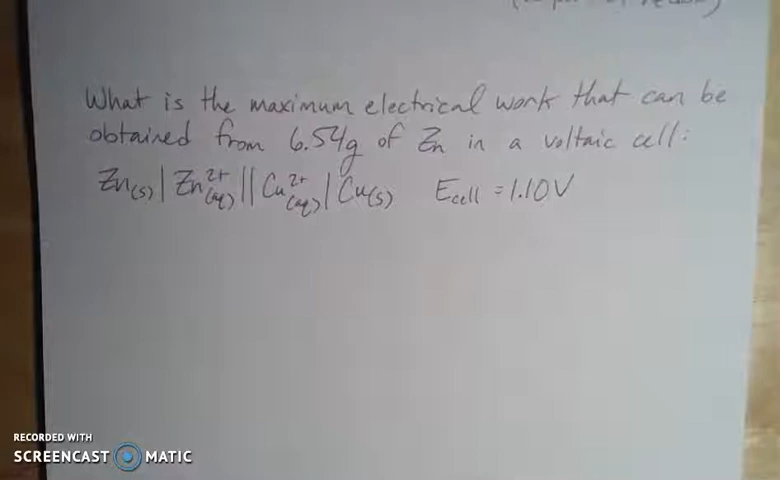 What is the maximum electrical work that can be
obtained from 6.54g of Zn in a voltaic cell:
Zn(s) | Zn²⁺(aq) || Cu²⁺(aq) | Cu(s) Ecell = 1.10V
RECORDED WITH
SCREENCAST MATIC